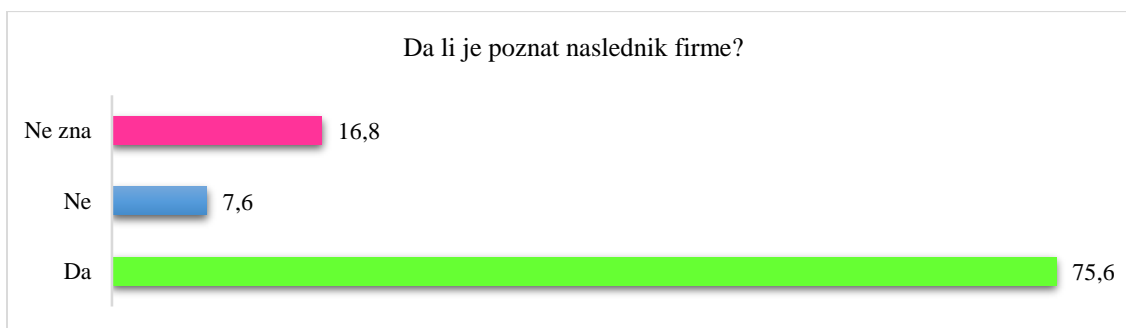 Da li je poznat naslednik firme?
Ne zna 16,8
Ne 7,6
Da 75,6